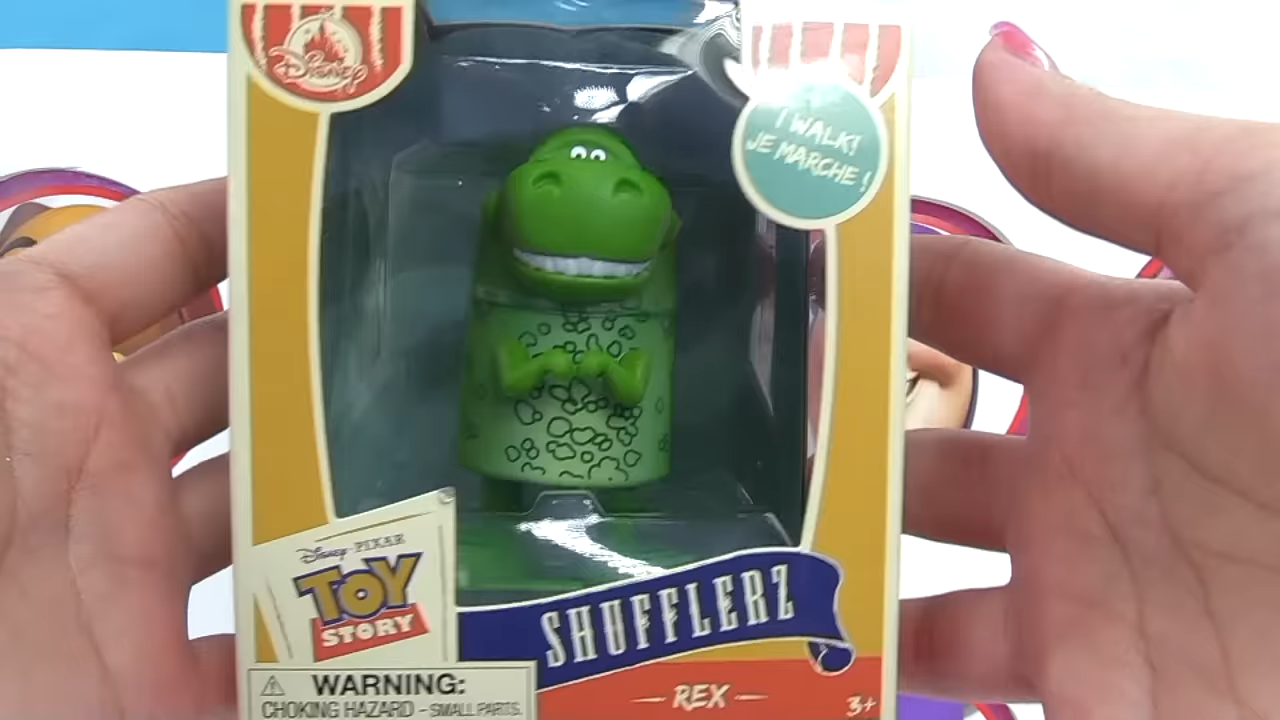 Disney
I WALK!
JE MARCHE!
Disney · PIXAR
TOY
STORY
SHUFFLERZ
WARNING:
CHOKING HAZARD – SMALL PARTS.
– REX –
3+